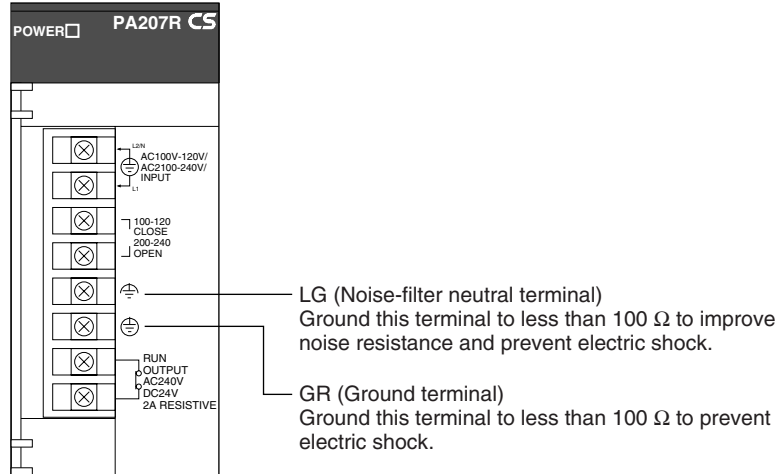 POWER PA207R CS
L2/N
AC100V-120V/
AC2100-240V/
INPUT
L1
100-120
CLOSE
200-240
OPEN
LG (Noise-filter neutral terminal)
Ground this terminal to less than 100 Ω to improve
noise resistance and prevent electric shock.
RUN
OUTPUT
AC240V
DC24V
2A RESISTIVE
GR (Ground terminal)
Ground this terminal to less than 100 Ω to prevent
electric shock.